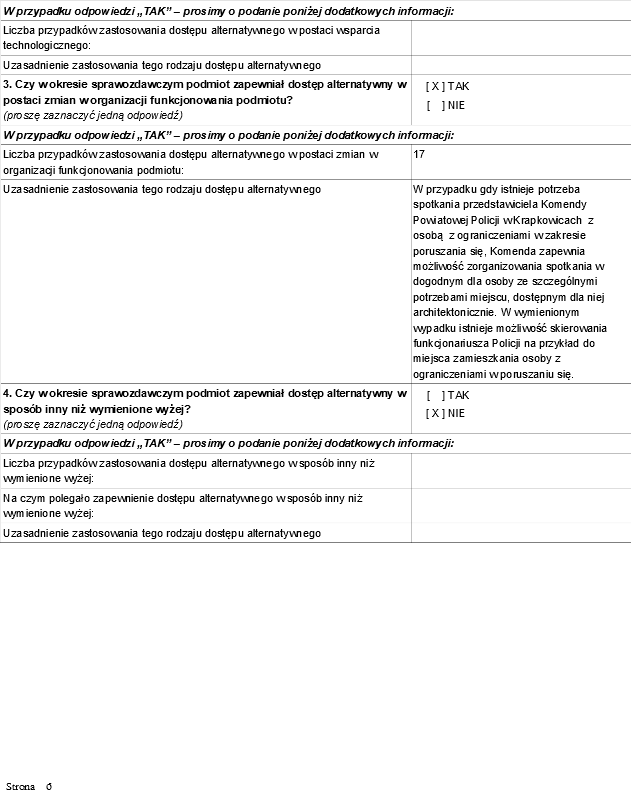 W przypadku odpowiedzi „TAK” – prosimy o podanie poniżej dodatkowych informacji:
Liczba przypadków zastosowania dostępu alternatywnego w postaci wsparcia
technologicznego:
Uzasadnienie zastosowania tego rodzaju dostępu alternatywnego
3. Czy w okresie sprawozdawczym podmiot zapewniał dostęp alternatywny w
postaci zmian w organizacji funkcjonowania podmiotu?
(proszę zaznaczyć jedną odpowiedź)
[ X ] TAK
[ ] NIE
W przypadku odpowiedzi „TAK” – prosimy o podanie poniżej dodatkowych informacji:
Liczba przypadków zastosowania dostępu alternatywnego w postaci zmian w
organizacji funkcjonowania podmiotu:
17
Uzasadnienie zastosowania tego rodzaju dostępu alternatywnego
W przypadku gdy istnieje potrzeba
spotkania przedstawiciela Komendy
Powiatowej Policji w Krapkowicach z
osobą z ograniczeniami w zakresie
poruszania się, Komenda zapewnia
możliwość zorganizowania spotkania w
dogodnym dla osoby ze szczególnymi
potrzebami miejscu, dostępnym dla niej
architektonicznie. W wymienionym
wypadku istnieje możliwość skierowania
funkcjonariusza Policji na przykład do
miejsca zamieszkania osoby z
ograniczeniami w poruszaniu się.
4. Czy w okresie sprawozdawczym podmiot zapewniał dostęp alternatywny w
sposób inny niż wymienione wyżej?
(proszę zaznaczyć jedną odpowiedź)
[ ] TAK
[ X ] NIE
W przypadku odpowiedzi „TAK” – prosimy o podanie poniżej dodatkowych informacji:
Liczba przypadków zastosowania dostępu alternatywnego w sposób inny niż
wymienione wyżej:
Na czym polegało zapewnienie dostępu alternatywnego w sposób inny niż
wymienione wyżej:
Uzasadnienie zastosowania tego rodzaju dostępu alternatywnego
Strona 6